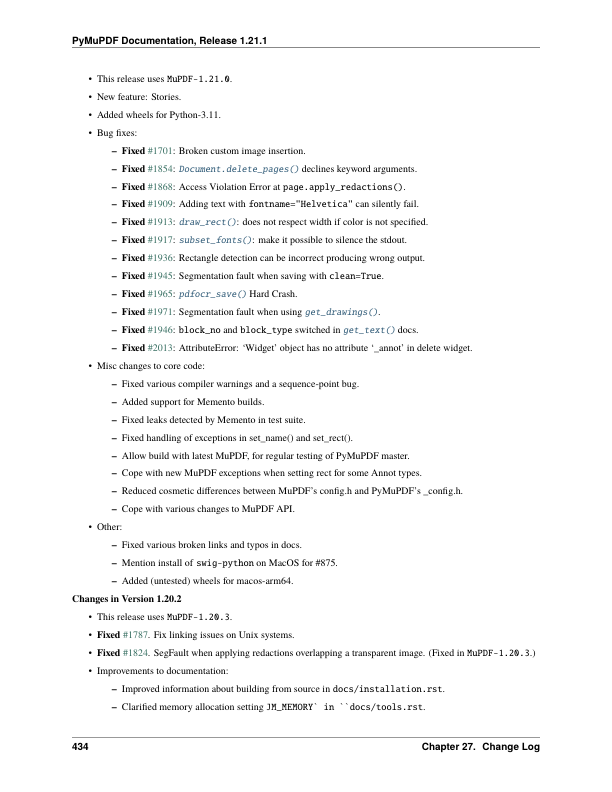 PyMuPDF Documentation, Release 1.21.1
• This release uses MuPDF-1.21.0.
• New feature: Stories.
• Added wheels for Python-3.11.
• Bug fixes:
– Fixed #1701: Broken custom image insertion.
– Fixed #1854: Document.delete_pages() declines keyword arguments.
– Fixed #1868: Access Violation Error at page.apply_redactions().
– Fixed #1909: Adding text with fontname="Helvetica" can silently fail.
– Fixed #1913: draw_rect(): does not respect width if color is not specified.
– Fixed #1917: subset_fonts(): make it possible to silence the stdout.
– Fixed #1936: Rectangle detection can be incorrect producing wrong output.
– Fixed #1945: Segmentation fault when saving with clean=True.
– Fixed #1965: pdfocr_save() Hard Crash.
– Fixed #1971: Segmentation fault when using get_drawings().
– Fixed #1946: block_no and block_type switched in get_text() docs.
– Fixed #2013: AttributeError: ‘Widget’ object has no attribute ‘_annot’ in delete widget.
• Misc changes to core code:
– Fixed various compiler warnings and a sequence-point bug.
– Added support for Memento builds.
– Fixed leaks detected by Memento in test suite.
– Fixed handling of exceptions in set_name() and set_rect().
– Allow build with latest MuPDF, for regular testing of PyMuPDF master.
– Cope with new MuPDF exceptions when setting rect for some Annot types.
– Reduced cosmetic differences between MuPDF’s config.h and PyMuPDF’s _config.h.
– Cope with various changes to MuPDF API.
• Other:
– Fixed various broken links and typos in docs.
– Mention install of swig-python on MacOS for #875.
– Added (untested) wheels for macos-arm64.
Changes in Version 1.20.2
• This release uses MuPDF-1.20.3.
• Fixed #1787. Fix linking issues on Unix systems.
• Fixed #1824. SegFault when applying redactions overlapping a transparent image. (Fixed in MuPDF-1.20.3.)
• Improvements to documentation:
– Improved information about building from source in docs/installation.rst.
– Clarified memory allocation setting JM_MEMORY` in ``docs/tools.rst.
434
Chapter 27. Change Log